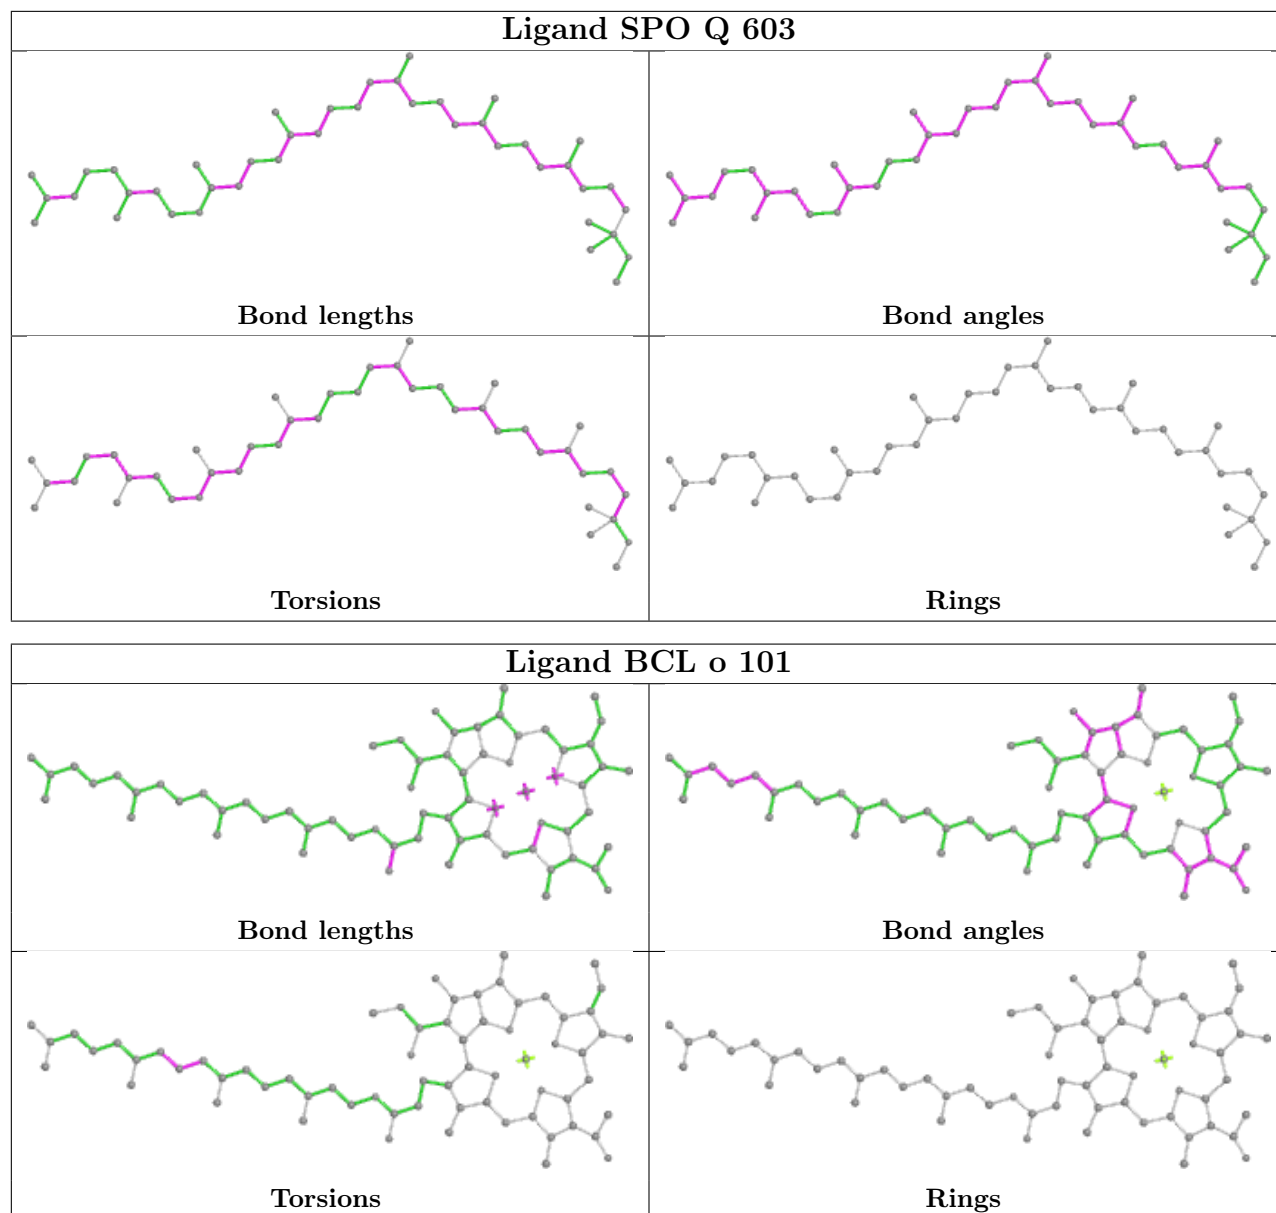 Ligand SPO Q 603
Bond lengths
Bond angles
Torsions
Rings
Ligand BCL o 101
Bond lengths
Bond angles
Torsions
Rings